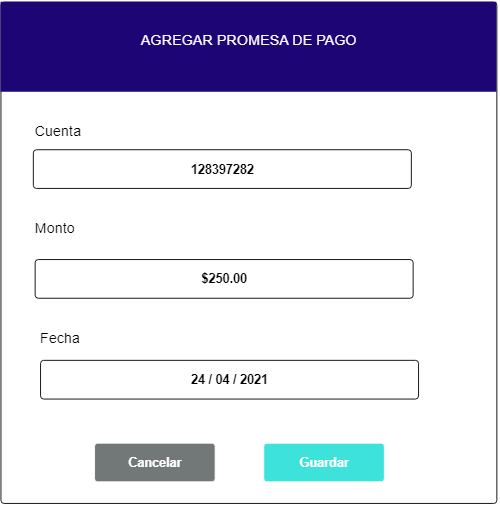 AGREGAR PROMESA DE PAGO
Cuenta
128397282
Monto
$250.00
Fecha
24 / 04 / 2021
Cancelar Guardar